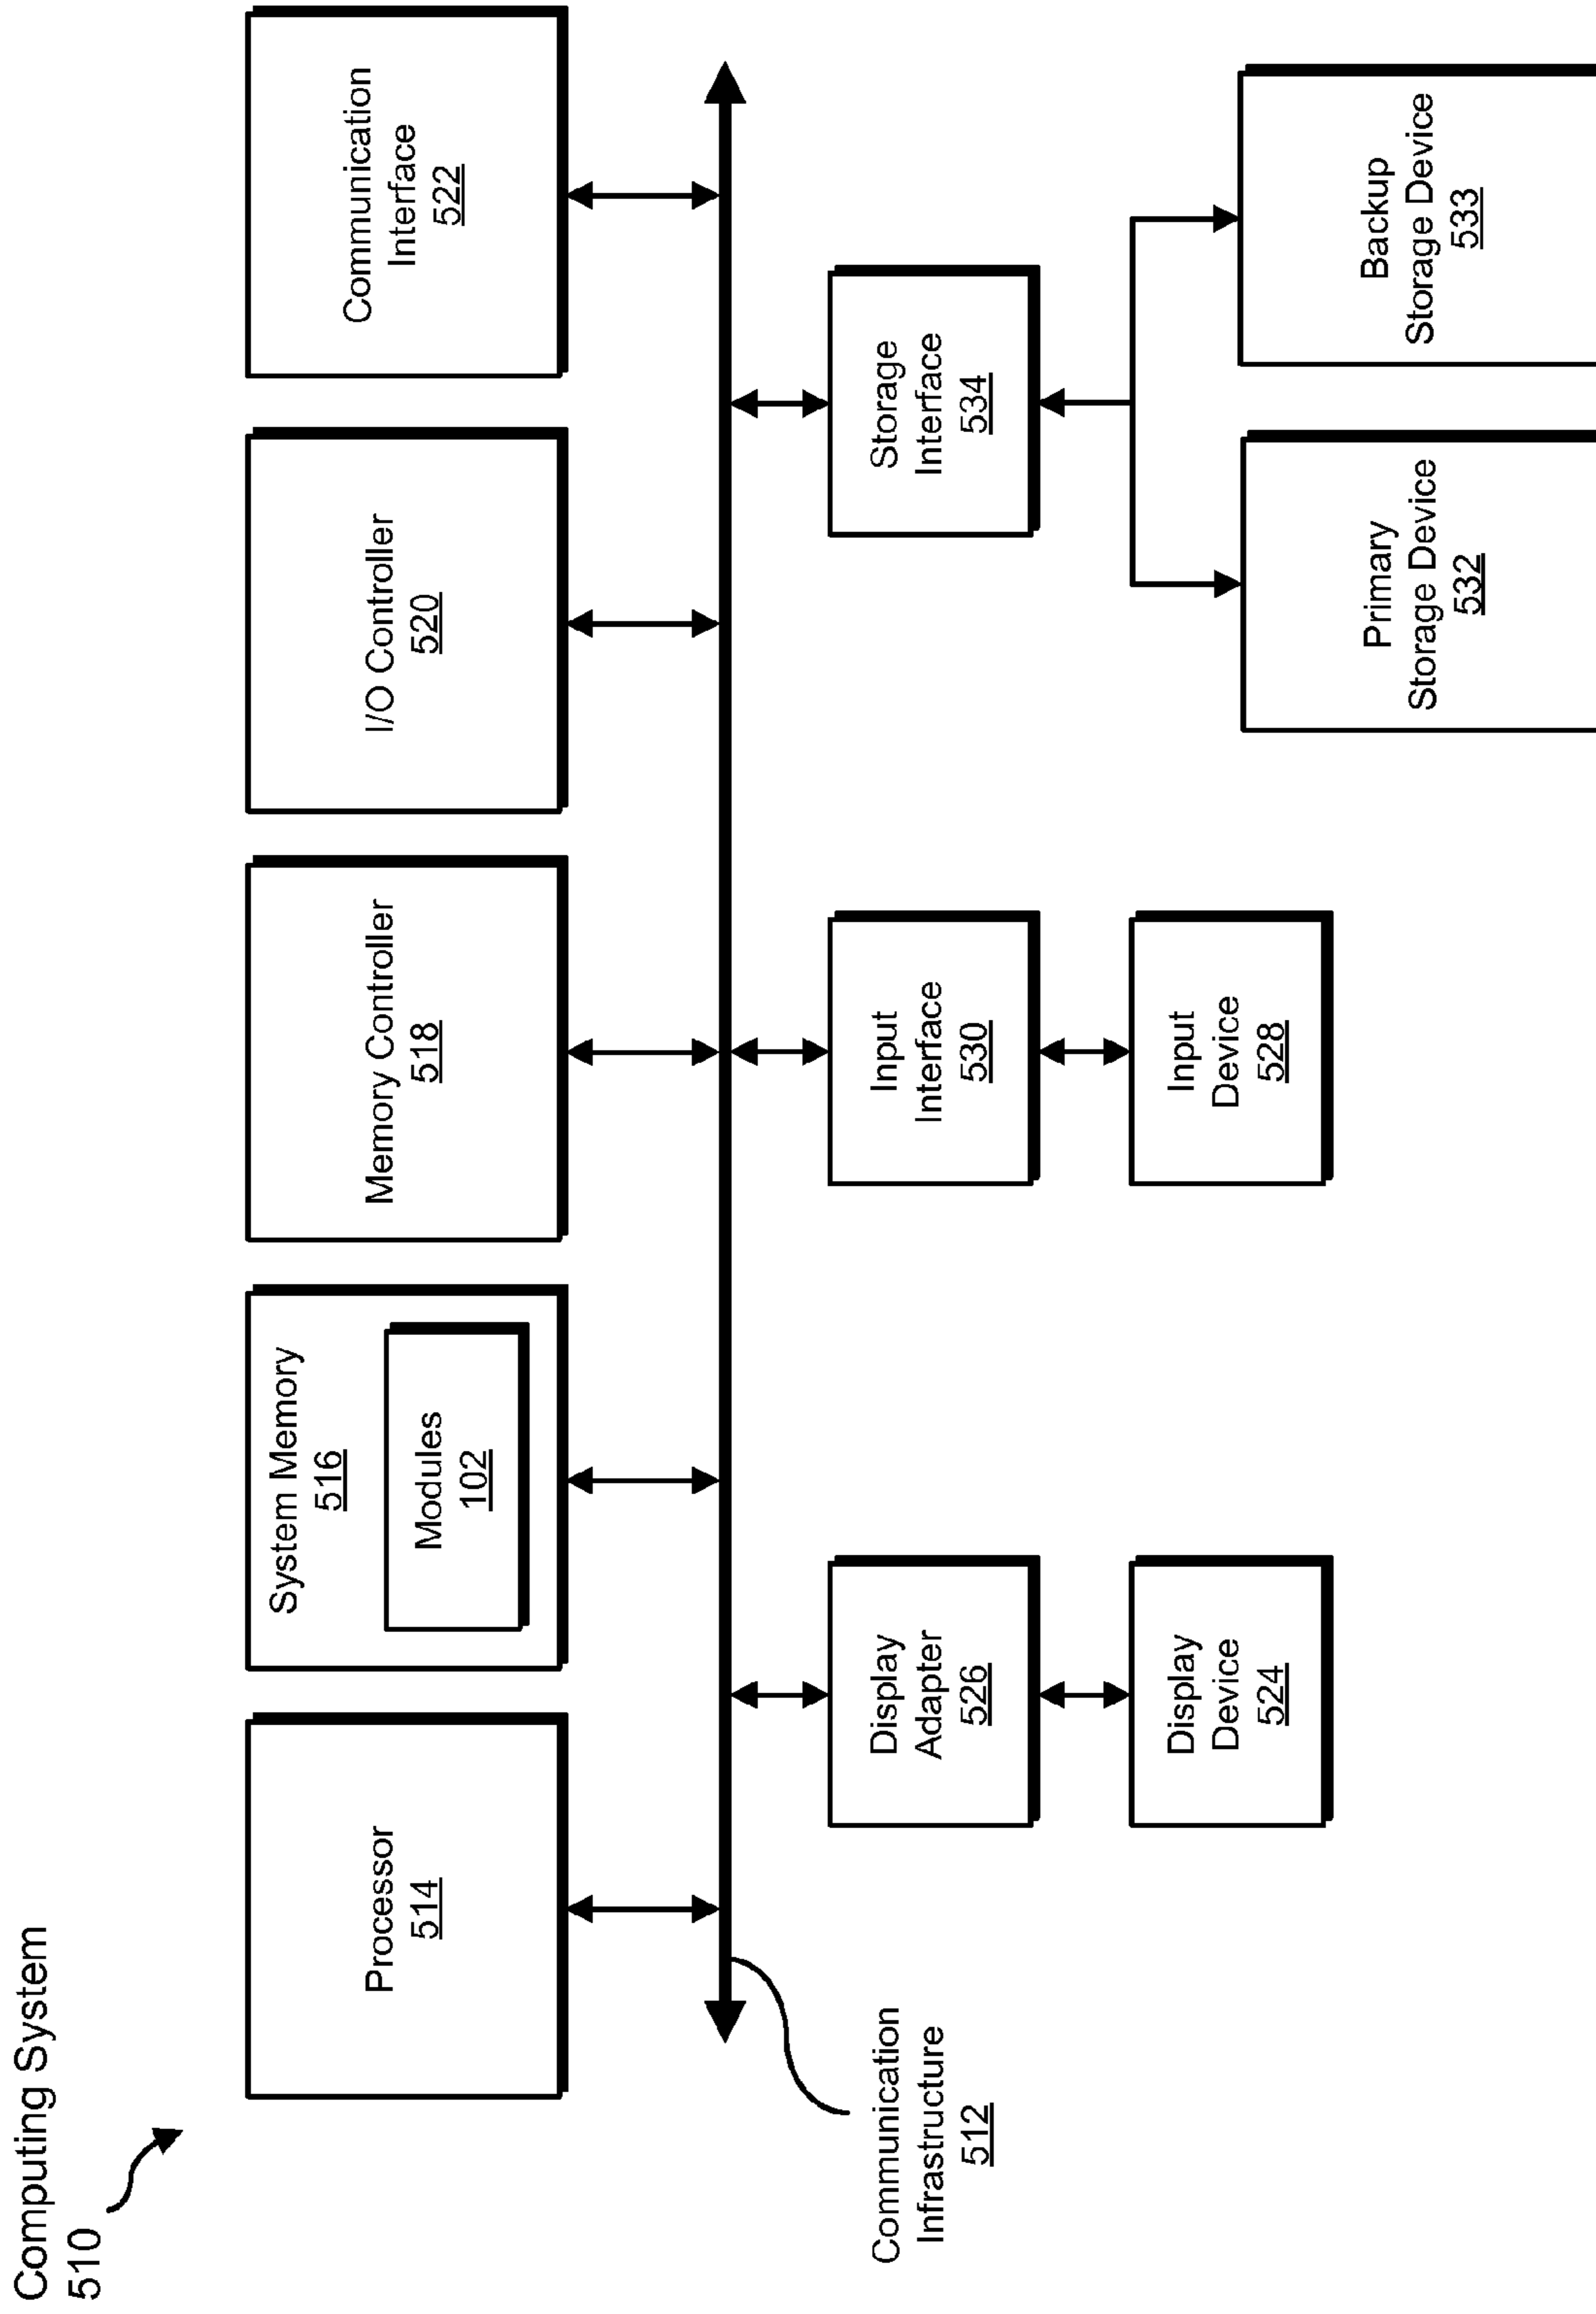 Computing System
510
Processor
514
System Memory
516
Modules
102
Memory Controller
518
I/O Controller
520
Communication
Interface
522
Communication
Infrastructure
512
Display
Adapter
526
Input
Interface
530
Storage
Interface
534
Display
Device
524
Input
Device
528
Primary
Storage Device
532
Backup
Storage Device
533